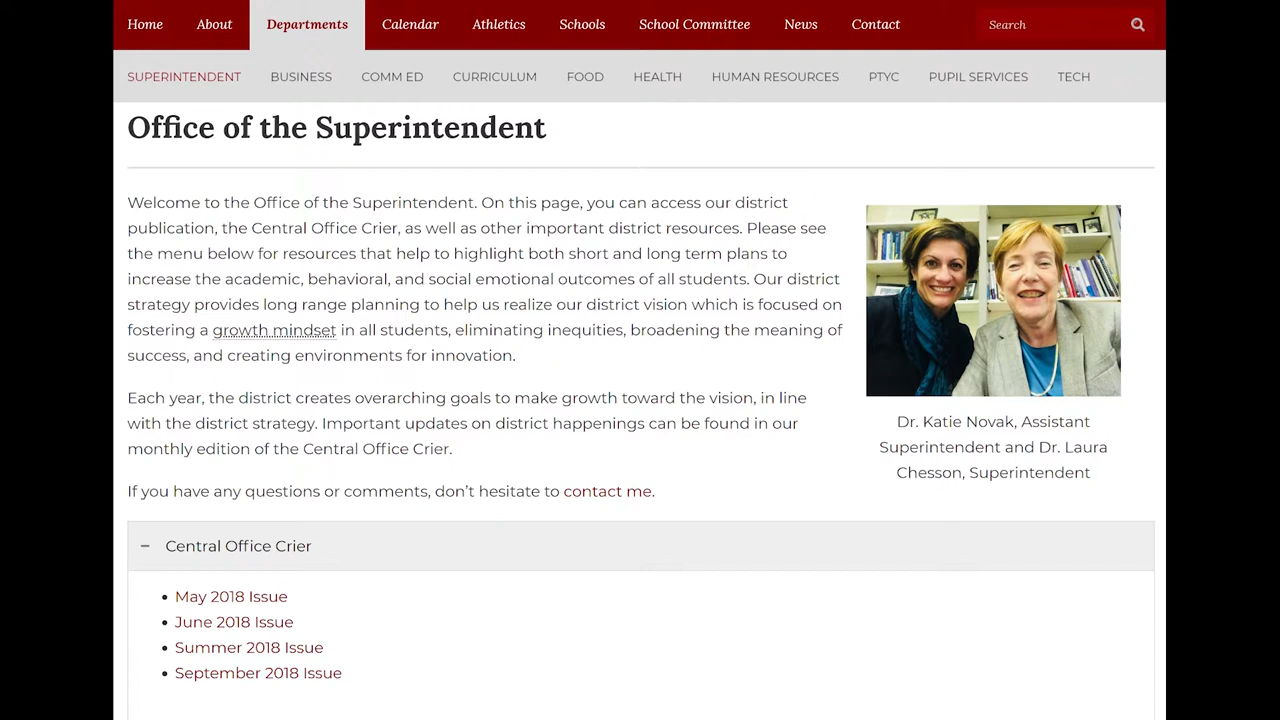 Home About Departments Calendar Athletics Schools School Committee News Contact Search
SUPERINTENDENT BUSINESS COMM ED CURRICULUM FOOD HEALTH HUMAN RESOURCES PTYC PUPIL SERVICES TECH
Office of the Superintendent
Welcome to the Office of the Superintendent. On this page, you can access our district
publication, the Central Office Crier, as well as other important district resources. Please see
the menu below for resources that help to highlight both short and long term plans to
increase the academic, behavioral, and social emotional outcomes of all students. Our district
strategy provides long range planning to help us realize our district vision which is focused on
fostering a growth mindset in all students, eliminating inequities, broadening the meaning of
success, and creating environments for innovation.
Each year, the district creates overarching goals to make growth toward the vision, in line
with the district strategy. Important updates on district happenings can be found in our
monthly edition of the Central Office Crier.
If you have any questions or comments, don't hesitate to contact me.
Dr. Katie Novak, Assistant
Superintendent and Dr. Laura
Chesson, Superintendent
− Central Office Crier
• May 2018 Issue
• June 2018 Issue
• Summer 2018 Issue
• September 2018 Issue